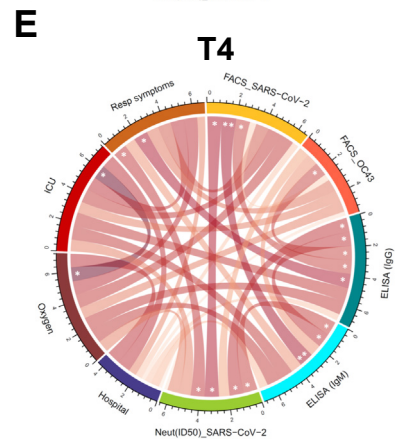 E
T4
Resp symptoms
FACS_SARS-CoV-2
FACS_OC43
ELISA (IgG)
ELISA (IgM)
Neut(ID50)_SARS-CoV-2
Hospital
Oxygen
ICU